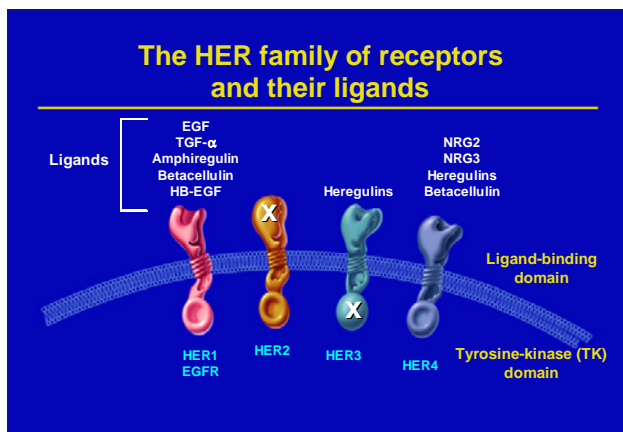 The HER family of receptors
and their ligands
Ligands
EGF
TGF-α
Amphiregulin
Betacellulin
HB-EGF
Heregulins
NRG2
NRG3
Heregulins
Betacellulin
X
X
Ligand-binding
domain
HER1
EGFR
HER2
HER3
HER4
Tyrosine-kinase (TK)
domain